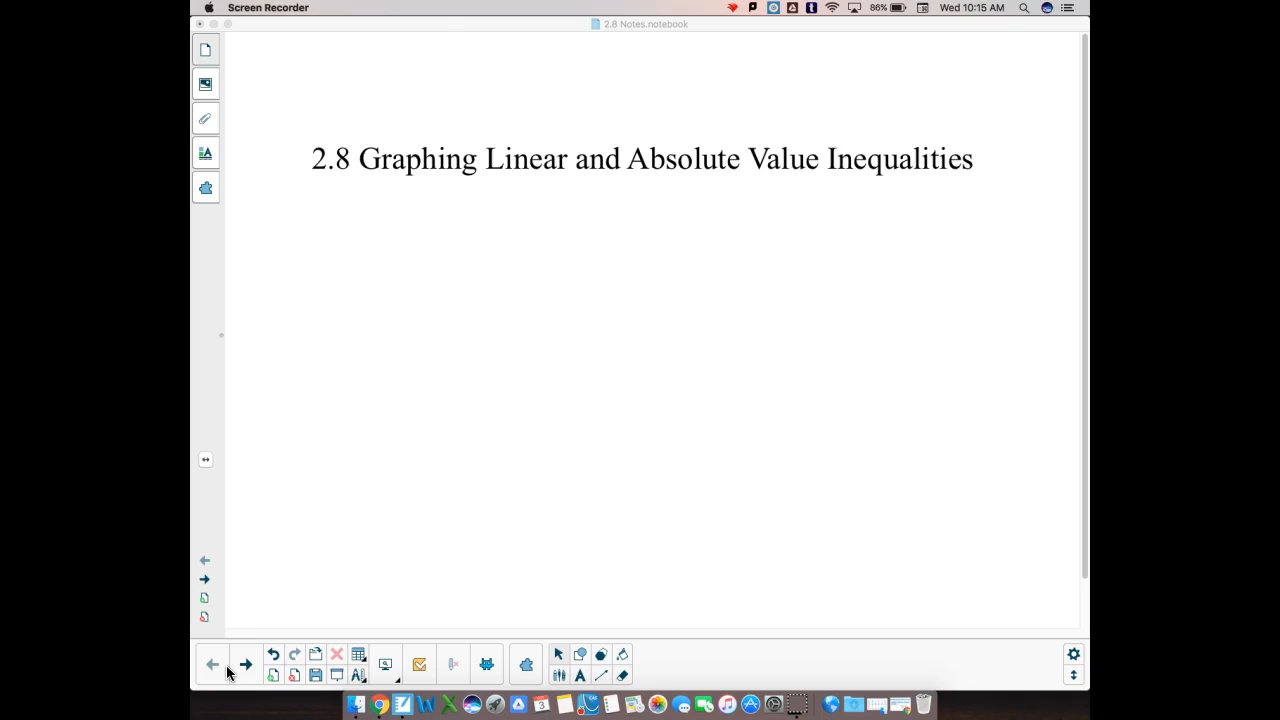 Screen Recorder
86%
Wed 10:15 AM
2.8 Notes.notebook
2.8 Graphing Linear and Absolute Value Inequalities